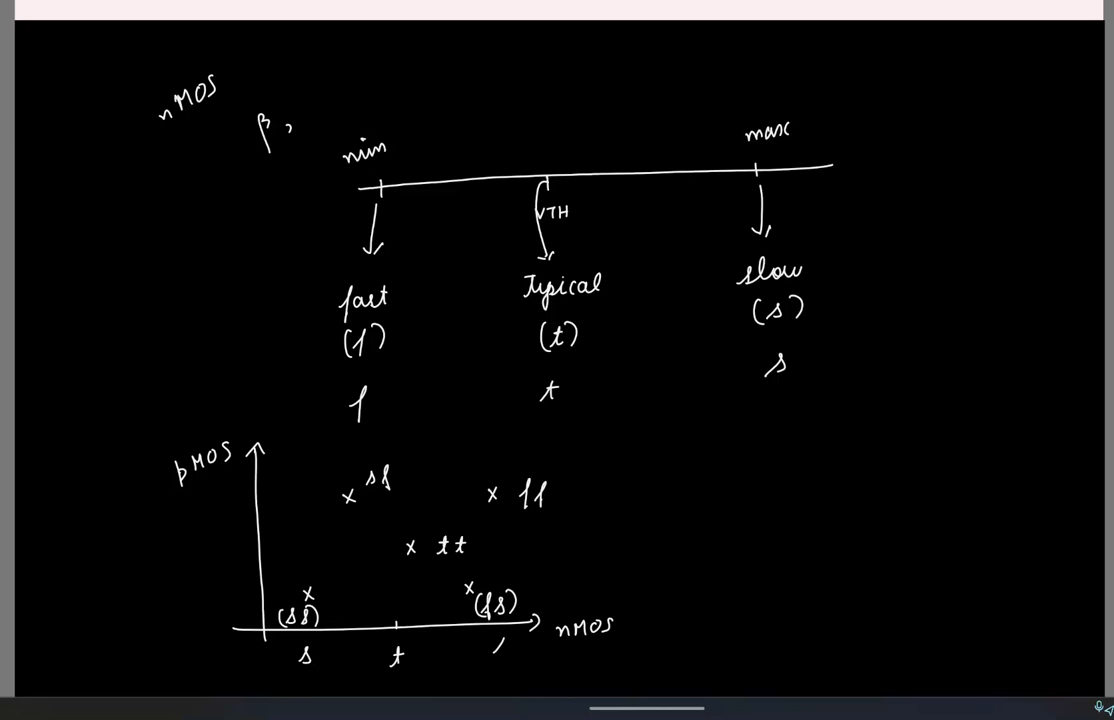 nMOS
β,
min
max
VTH
fast
Typical
slow
(f)
(t)
(s)
f
t
s
pMOS
x sf
x ff
x tt
x
(ss)
x (fs)
nMOS
s
t